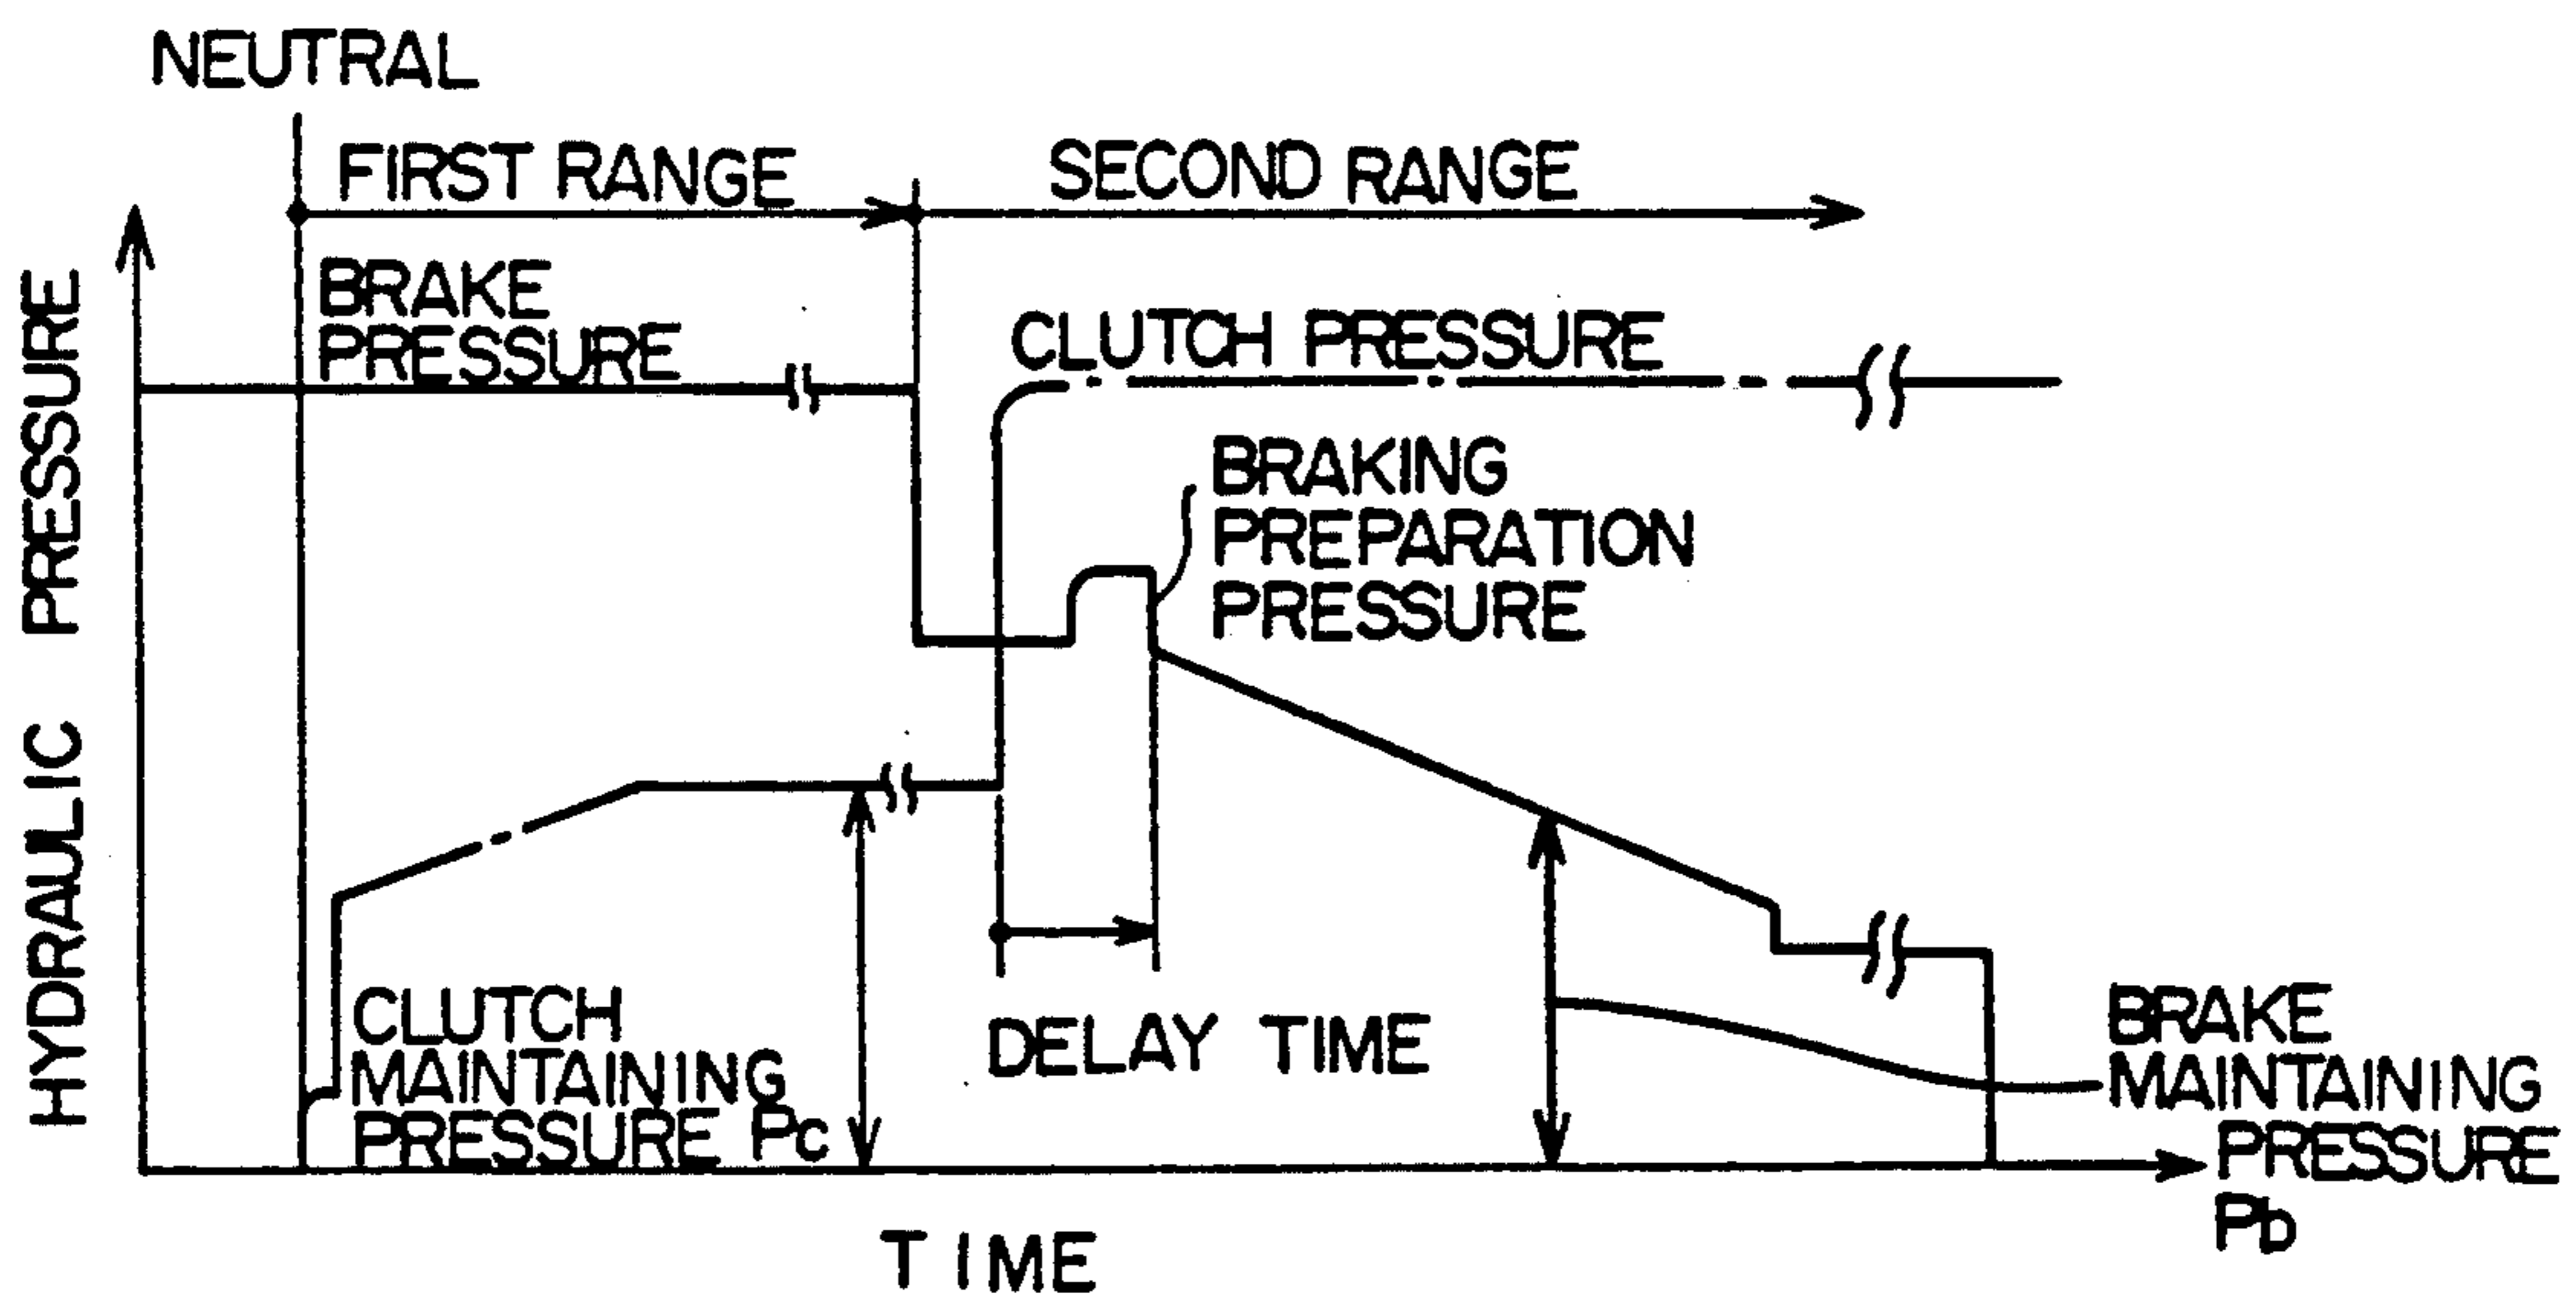 NEUTRAL
FIRST RANGE
SECOND RANGE
HYDRAULIC PRESSURE
BRAKE
PRESSURE
CLUTCH PRESSURE
BRAKING
PREPARATION
PRESSURE
CLUTCH
MAINTAINING
PRESSURE Pc
DELAY TIME
BRAKE
MAINTAINING
PRESSURE
Pb
TIME